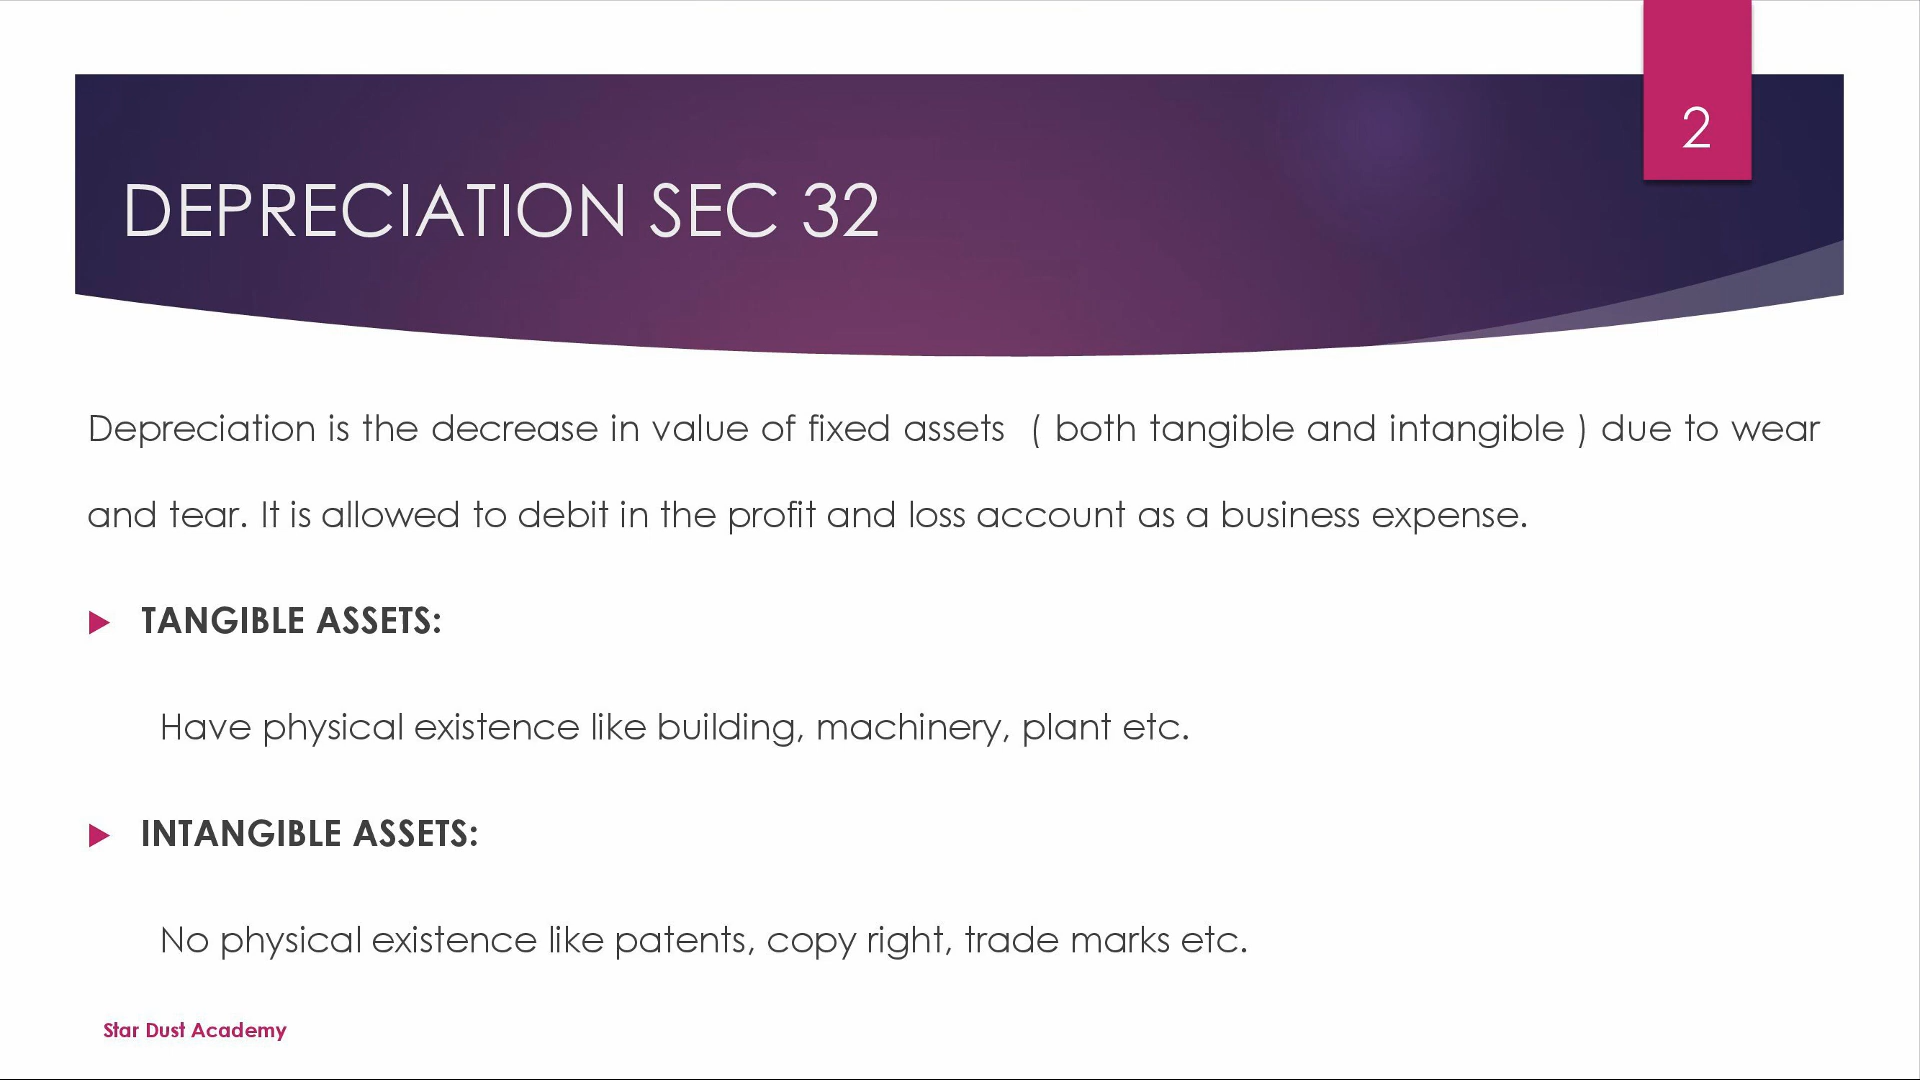 2
DEPRECIATION SEC 32
Depreciation is the decrease in value of fixed assets ( both tangible and intangible ) due to wear
and tear. It is allowed to debit in the profit and loss account as a business expense.
TANGIBLE ASSETS:
Have physical existence like building, machinery, plant etc.
INTANGIBLE ASSETS:
No physical existence like patents, copy right, trade marks etc.
Star Dust Academy